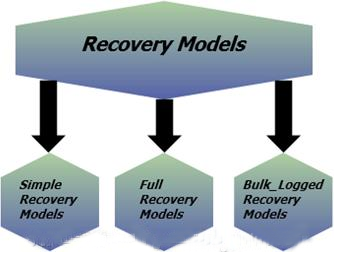 Recovery Models
Simple
Recovery
Models
Full
Recovery
Models
Bulk_Logged
Recovery
Models